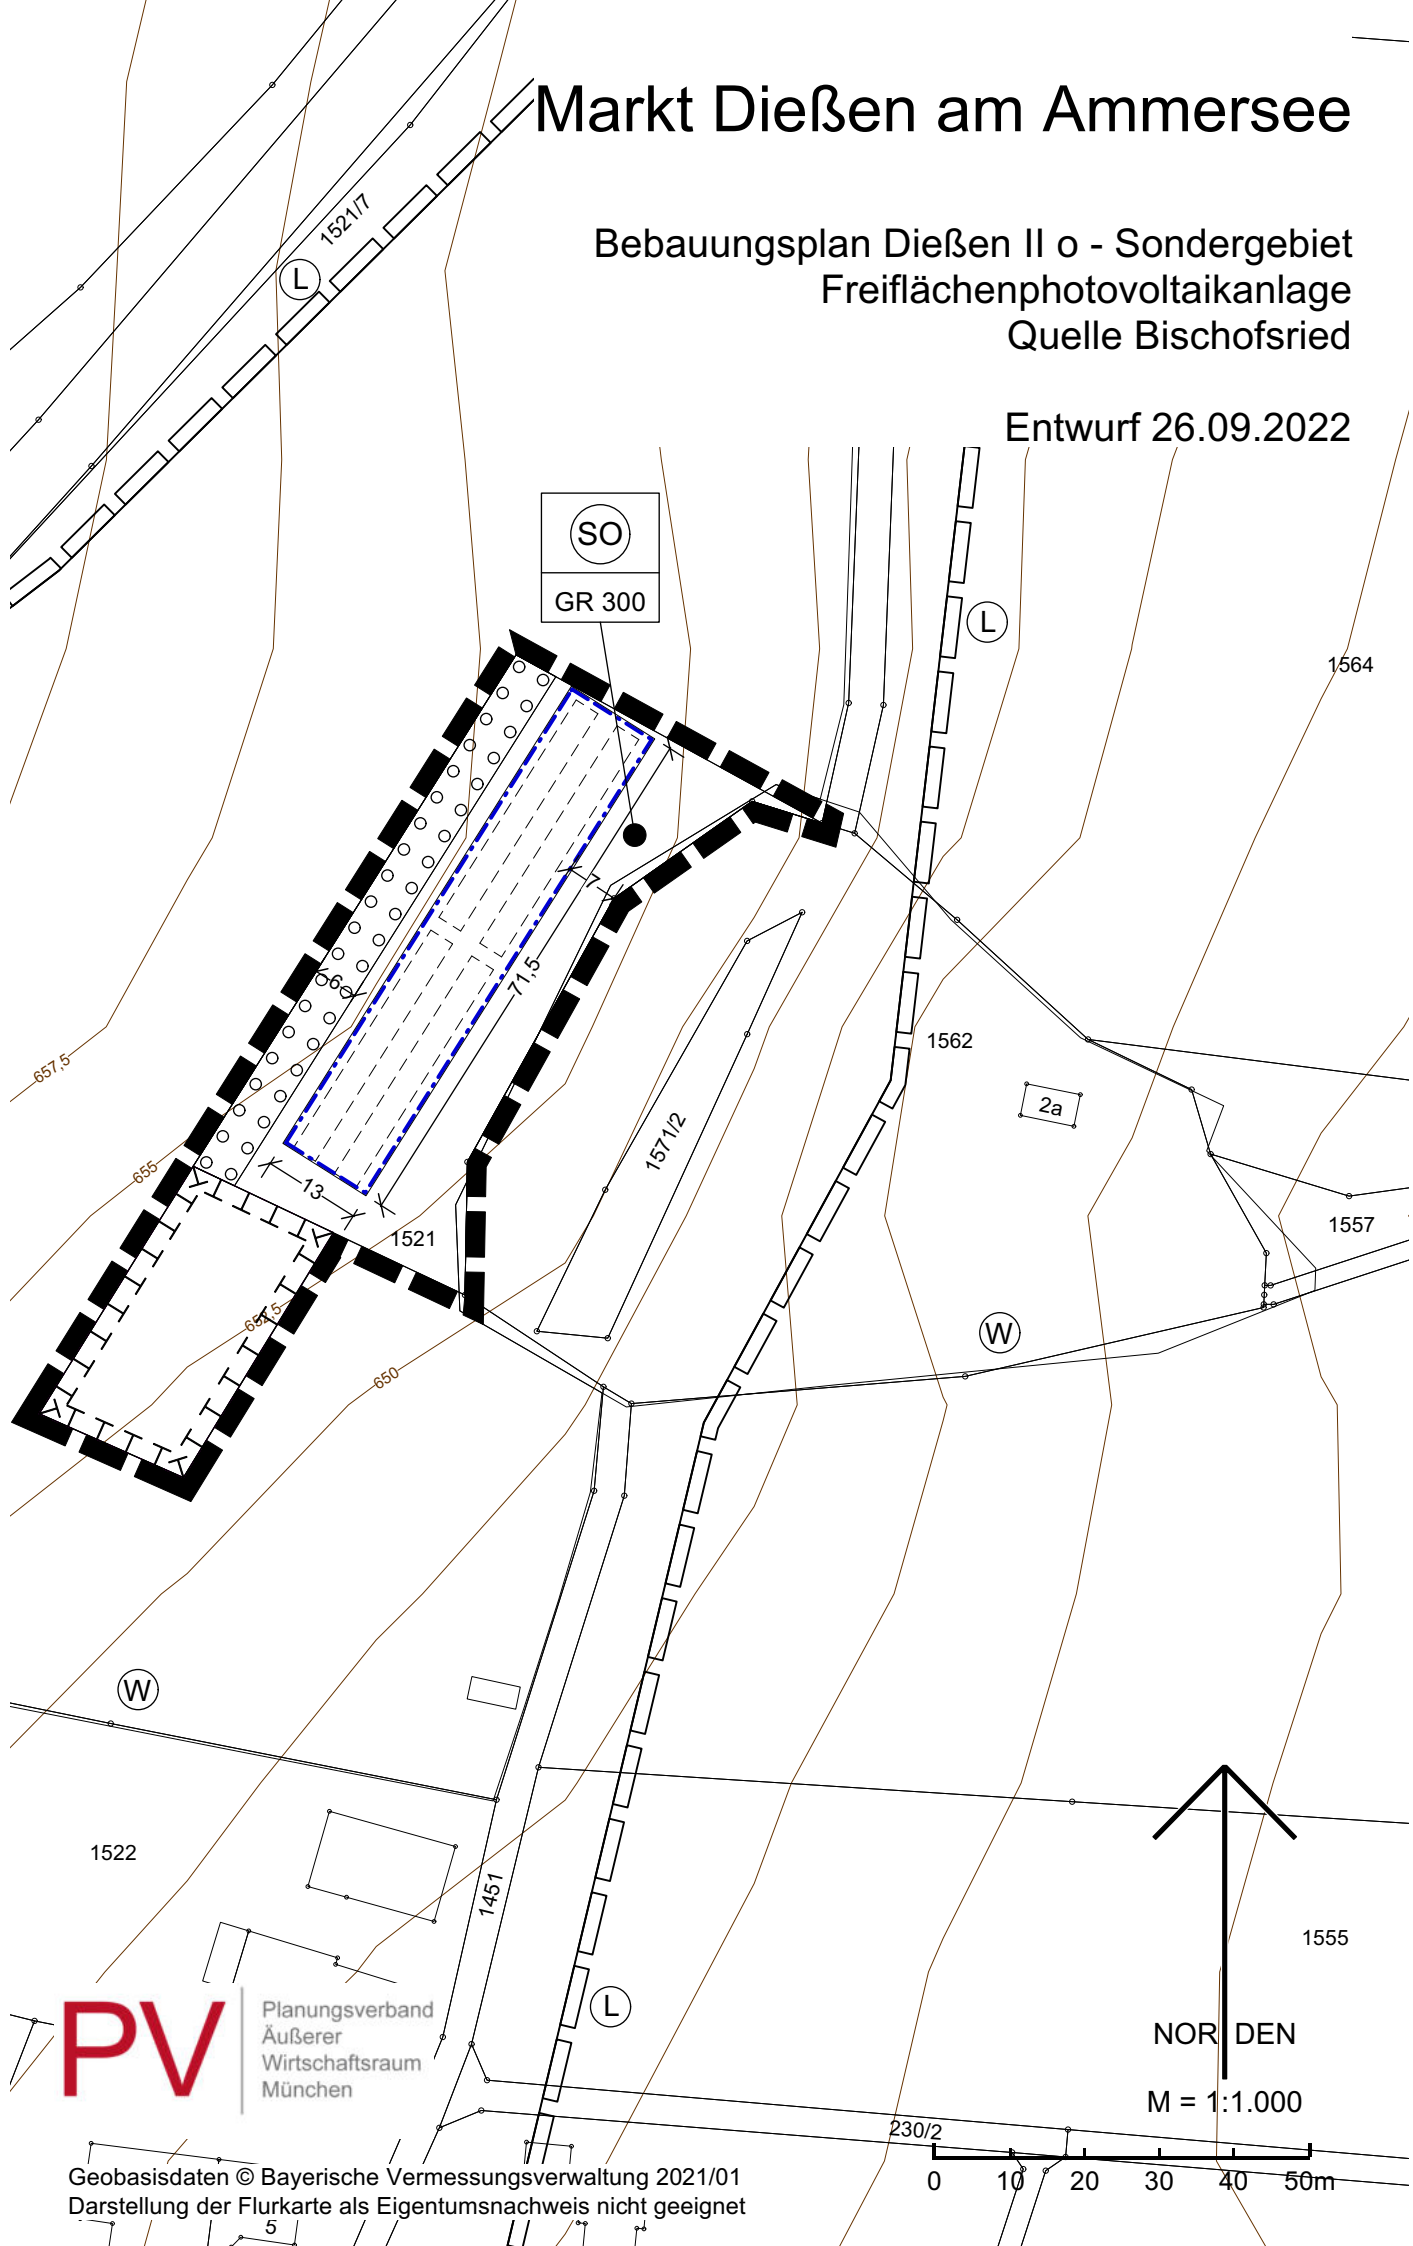 Markt Dießen am Ammersee
Bebauungsplan Dießen II o - Sondergebiet
Freiflächenphotovoltaikanlage
Quelle Bischofsried
Entwurf 26.09.2022
1521/7
L
SO
GR 300
L
1564
7
71,5
6
657,5
1562
2a
1571/2
655
13
1521
1557
652,5
W
650
W
1522
1451
1555
L
PV
Planungsverband
Äußerer
Wirtschaftsraum
München
NORDEN
M = 1:1.000
230/2
0 10 20 30 40 50m
Geobasisdaten © Bayerische Vermessungsverwaltung 2021/01
Darstellung der Flurkarte als Eigentumsnachweis nicht geeignet
5